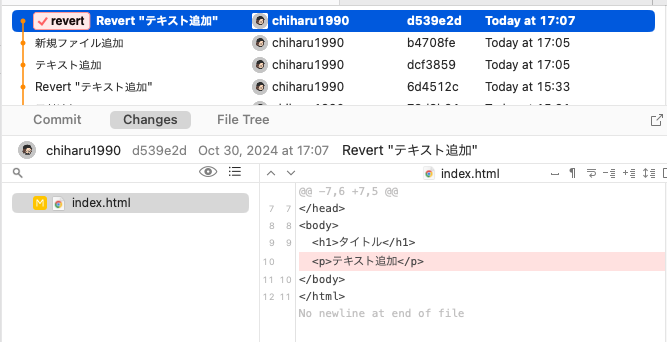 revert Revert "テキスト追加" chiharu1990 d539e2d Today at 17:07
新規ファイル追加 chiharu1990 b4708fe Today at 17:05
テキスト追加 chiharu1990 dcf3859 Today at 17:05
Revert "テキスト追加" chiharu1990 6d4512c Today at 15:33
Commit Changes File Tree
chiharu1990 d539e2d Oct 30, 2024 at 17:07 Revert "テキスト追加"
index.html
M index.html
@@ -7,6 +7,5 @@
7 7 </head>
8 8 <body>
9 9 <h1>タイトル</h1>
10 <p>テキスト追加</p>
11 10 </body>
12 11 </html>
No newline at end of file